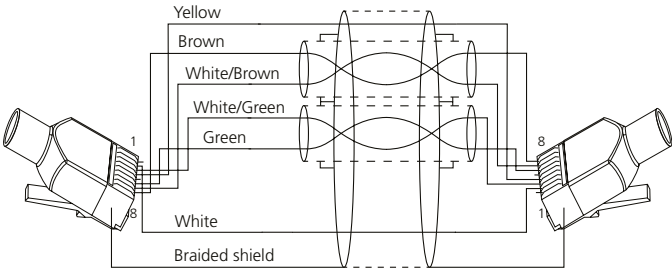 Yellow
Brown
White/Brown
White/Green
Green
1
8
8
1
White
Braided shield